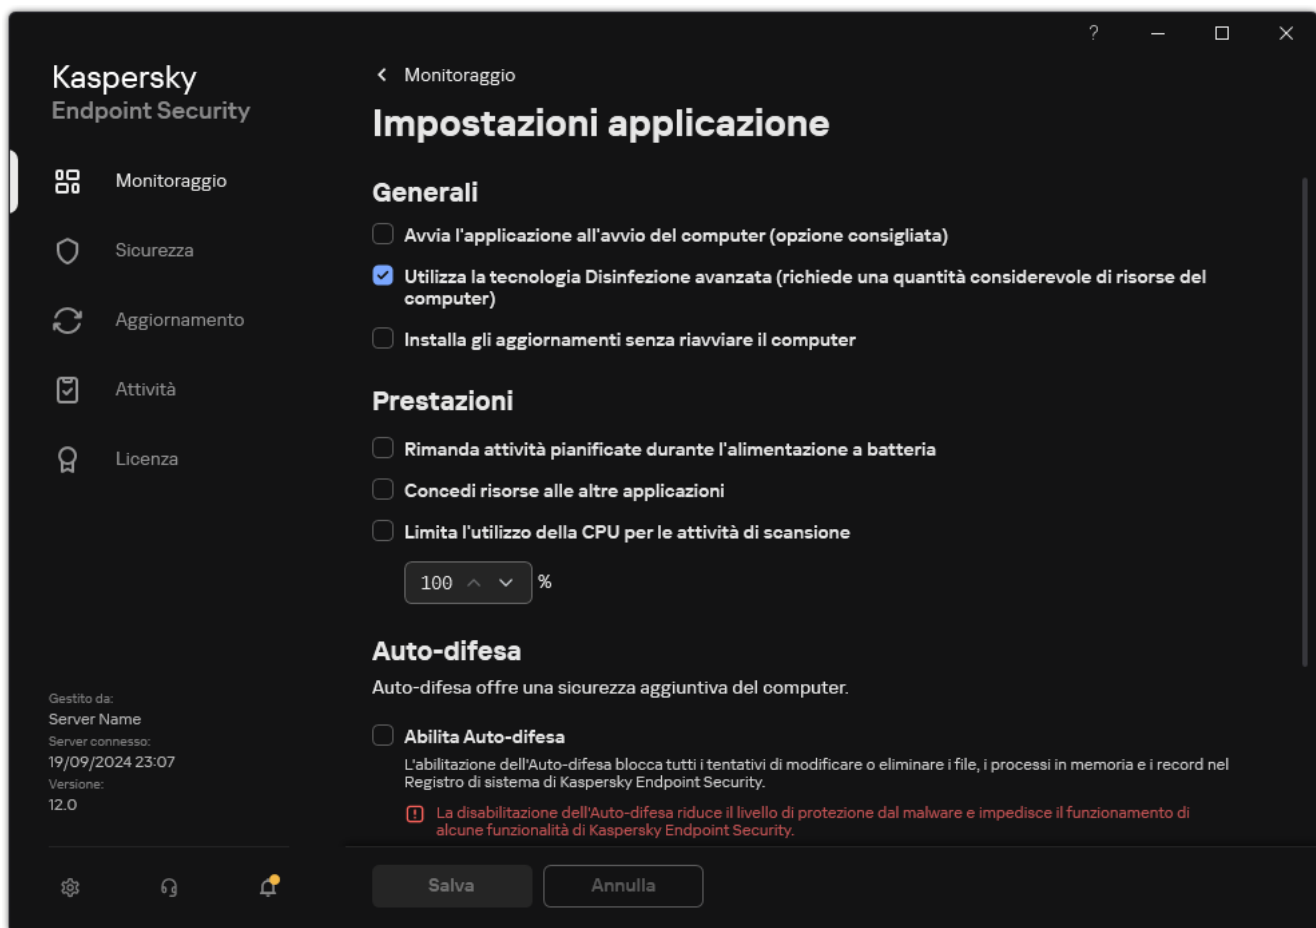 ?
Kaspersky
Endpoint Security
Monitoraggio
Sicurezza
Aggiornamento
Attività
Licenza
Gestito da:
Server Name
Server connesso:
19/09/2024 23:07
Versione:
12.0
Monitoraggio
Impostazioni applicazione
Generali
Avvia l'applicazione all'avvio del computer (opzione consigliata)
Utilizza la tecnologia Disinfezione avanzata (richiede una quantità considerevole di risorse del
computer)
Installa gli aggiornamenti senza riavviare il computer
Prestazioni
Rimanda attività pianificate durante l'alimentazione a batteria
Concedi risorse alle altre applicazioni
Limita l'utilizzo della CPU per le attività di scansione
100 %
Auto-difesa
Auto-difesa offre una sicurezza aggiuntiva del computer.
Abilita Auto-difesa
L'abilitazione dell'Auto-difesa blocca tutti i tentativi di modificare o eliminare i file, i processi in memoria e i record nel
Registro di sistema di Kaspersky Endpoint Security.
La disabilitazione dell'Auto-difesa riduce il livello di protezione dal malware e impedisce il funzionamento di
alcune funzionalità di Kaspersky Endpoint Security.
Salva
Annulla